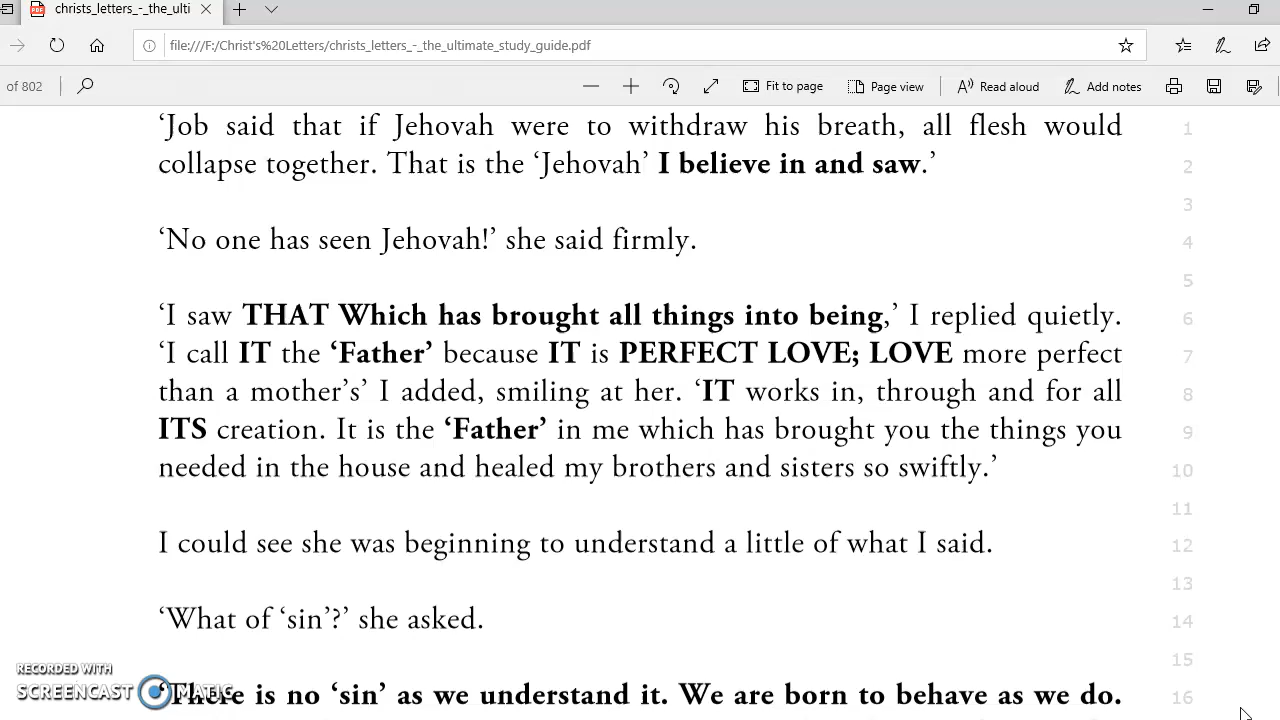 christs_letters_-_the_ulti
file:///F:/Christ's%20Letters/christs_letters_-_the_ultimate_study_guide.pdf
of 802
Fit to page
Page view
Read aloud
Add notes
‘Job said that if Jehovah were to withdraw his breath, all flesh would 1
collapse together. That is the ‘Jehovah’ I believe in and saw.’ 2
3
‘No one has seen Jehovah!’ she said firmly. 4
5
‘I saw THAT Which has brought all things into being,’ I replied quietly. 6
‘I call IT the ‘Father’ because IT is PERFECT LOVE; LOVE more perfect 7
than a mother’s’ I added, smiling at her. ‘IT works in, through and for all 8
ITS creation. It is the ‘Father’ in me which has brought you the things you 9
needed in the house and healed my brothers and sisters so swiftly.’ 10
11
I could see she was beginning to understand a little of what I said. 12
13
‘What of ‘sin’?’ she asked. 14
15
‘There is no ‘sin’ as we understand it. We are born to behave as we do. 16
RECORDED WITH
SCREENCAST MATIC